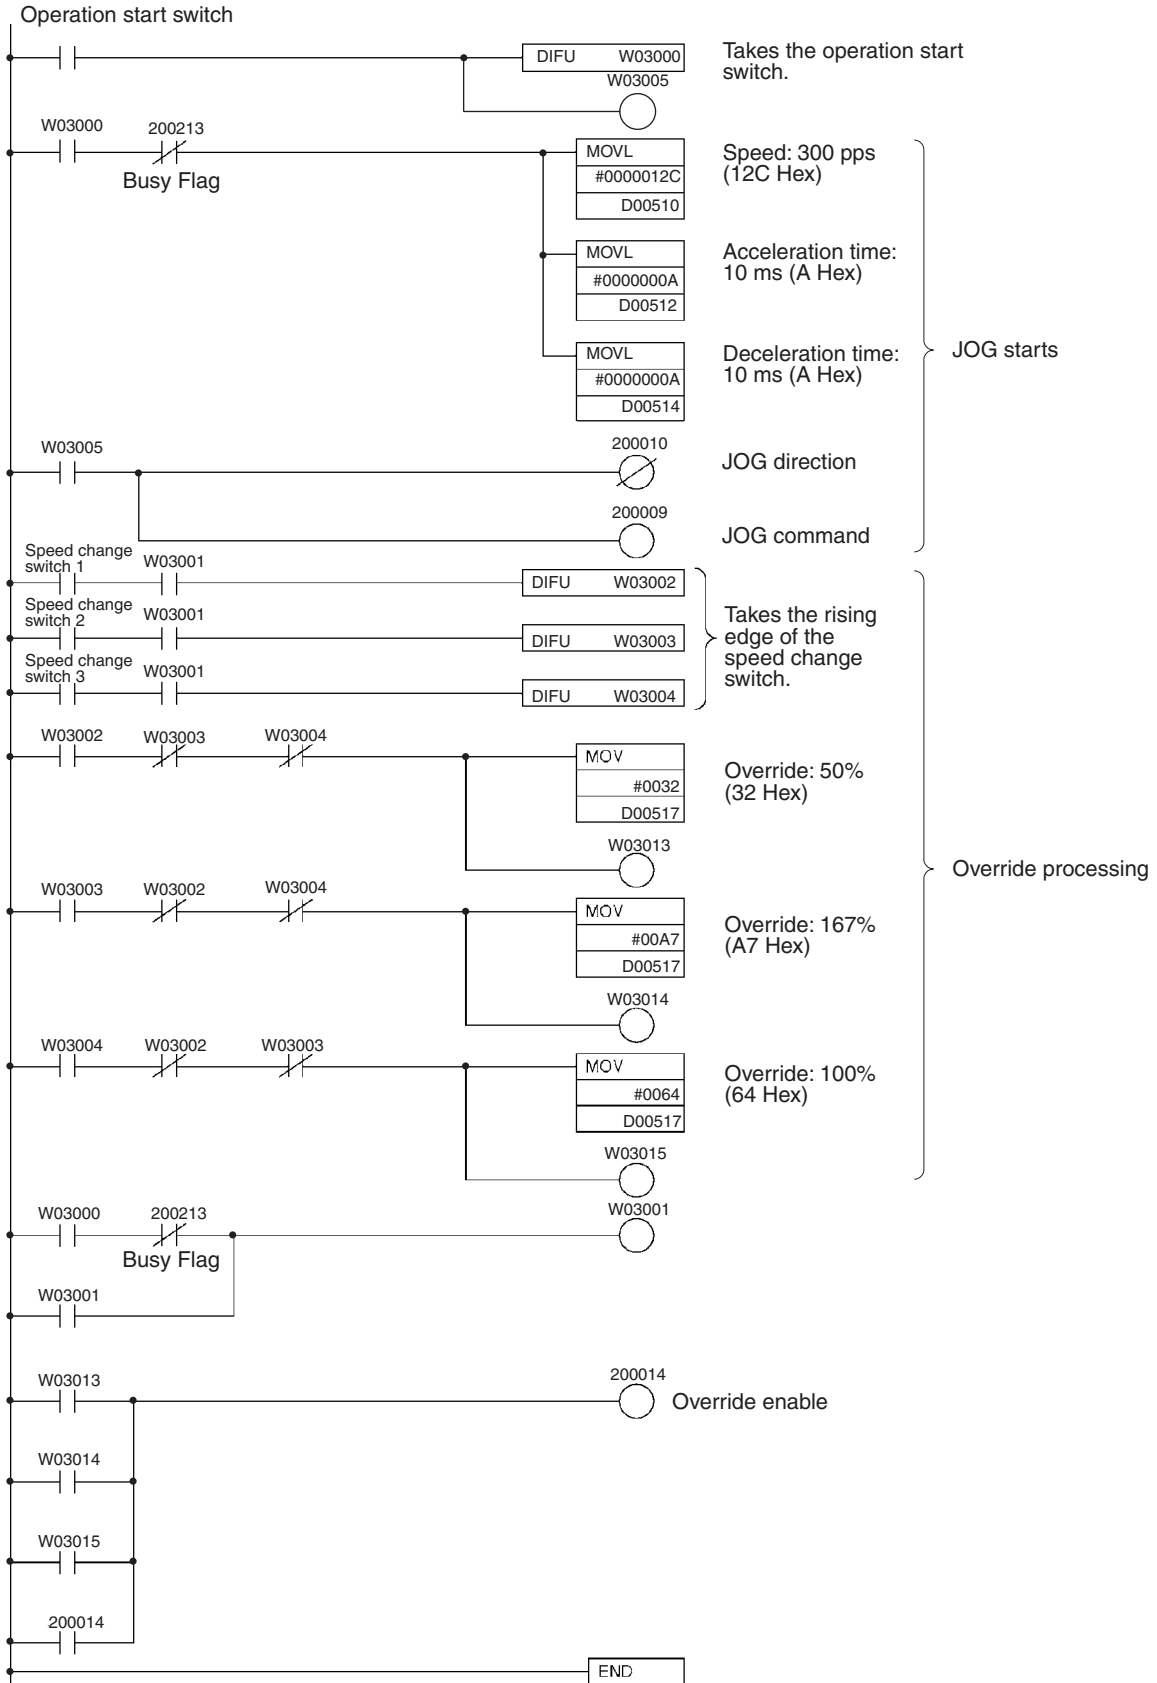 Operation start switch
DIFU W03000
Takes the operation start
switch.
W03005
W03000
200213
Busy Flag
MOVL
#0000012C
D00510
Speed: 300 pps
(12C Hex)
MOVL
#0000000A
D00512
Acceleration time:
10 ms (A Hex)
MOVL
#0000000A
D00514
Deceleration time:
10 ms (A Hex)
JOG starts
W03005
200010
JOG direction
200009
JOG command
Speed change
switch 1
W03001
DIFU W03002
Speed change
switch 2
W03001
DIFU W03003
Speed change
switch 3
W03001
DIFU W03004
Takes the rising
edge of the
speed change
switch.
W03002
W03003
W03004
MOV
#0032
D00517
Override: 50%
(32 Hex)
W03013
Override processing
W03003
W03002
W03004
MOV
#00A7
D00517
Override: 167%
(A7 Hex)
W03014
W03004
W03002
W03003
MOV
#0064
D00517
Override: 100%
(64 Hex)
W03015
W03000
200213
Busy Flag
W03001
W03001
W03013
200014
Override enable
W03014
W03015
200014
END